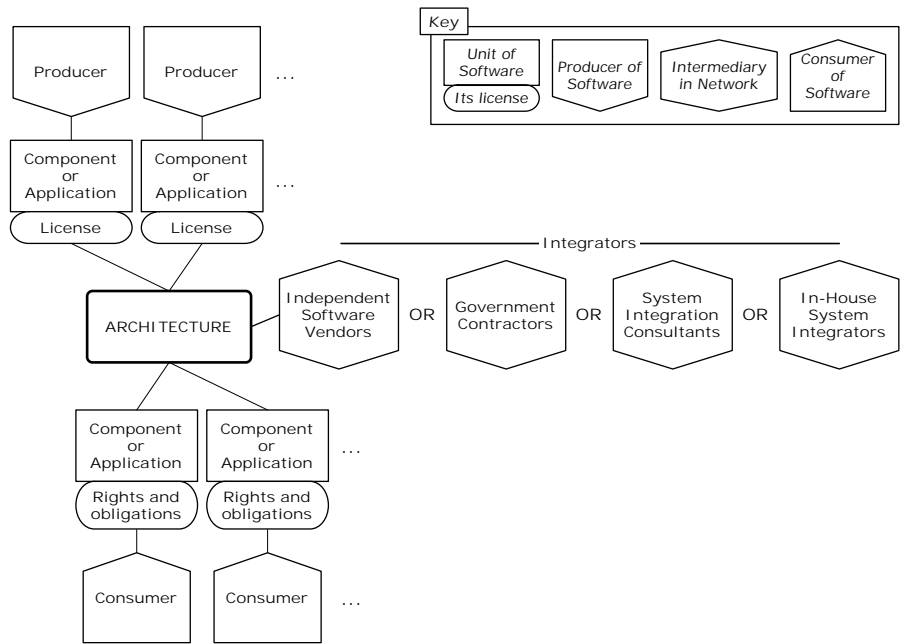 Key
Unit of
Software
Its license
Producer of
Software
Intermediary
in Network
Consumer
of
Software
Producer
Producer
...
Component
or
Application
License
Component
or
Application
License
...
Integrators
ARCHITECTURE
Independent
Software
Vendors
OR
Government
Contractors
OR
System
Integration
Consultants
OR
In-House
System
Integrators
Component
or
Application
Rights and
obligations
Component
or
Application
Rights and
obligations
...
Consumer
Consumer
...